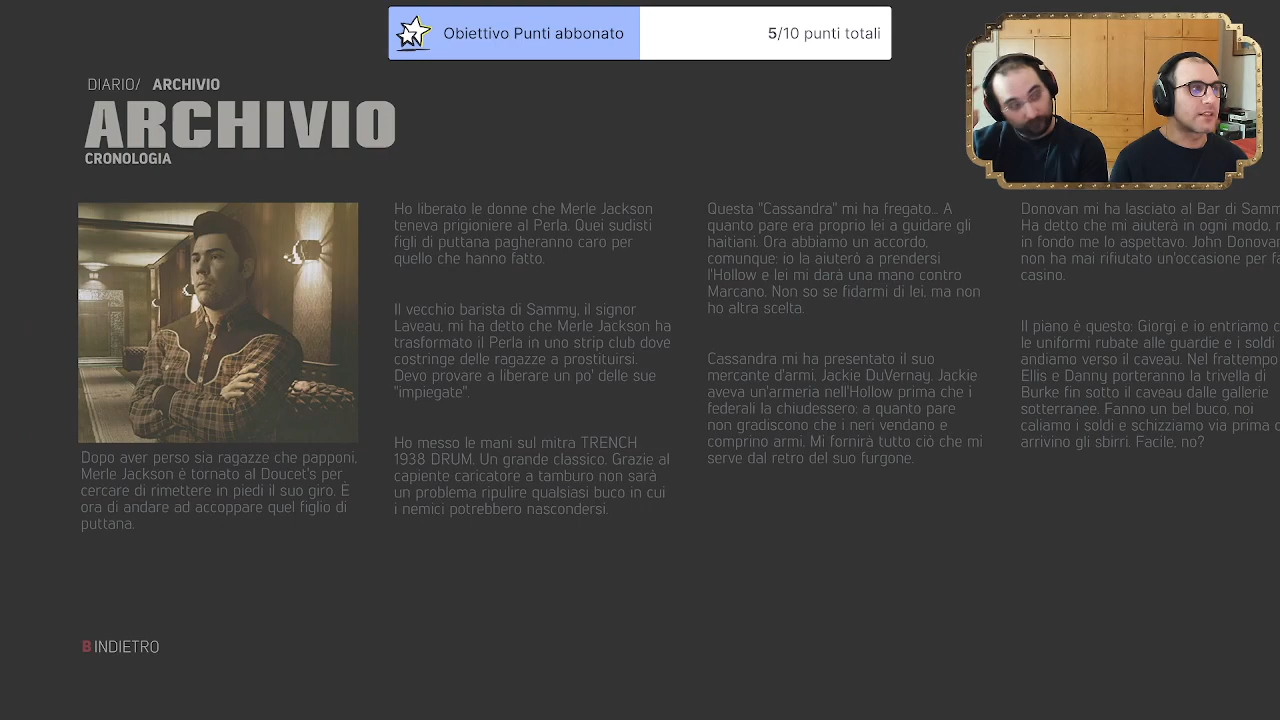 Obiettivo Punti abbonato
5/10 punti totali
DIARIO/ ARCHIVIO
ARCHIVIO
CRONOLOGIA
Dopo aver perso sia ragazze che papponi,
Merle Jackson è tornato al Doucet's per
cercare di rimettere in piedi il suo giro. È
ora di andare ad accoppare quel figlio di
puttana.
Ho liberato le donne che Merle Jackson
teneva prigioniere al Perla. Quei sudisti
figli di puttana pagheranno caro per
quello che hanno fatto.
Il vecchio barista di Sammy, il signor
Laveau, mi ha detto che Merle Jackson ha
trasformato il Perla in uno strip club dove
costringe delle ragazze a prostituirsi.
Devo provare a liberare un po' delle sue
"impiegate".
Ho messo le mani sul mitra TRENCH
1938 DRUM. Un grande classico. Grazie al
capiente caricatore a tamburo non sarà
un problema ripulire qualsiasi buco in cui
i nemici potrebbero nascondersi.
Questa "Cassandra" mi ha fregato... A
quanto pare era proprio lei a guidare gli
haitiani. Ora abbiamo un accordo,
comunque: io la aiuterò a prendersi
l'Hollow e lei mi darà una mano contro
Marcano. Non so se fidarmi di lei, ma non
ho altra scelta.
Cassandra mi ha presentato il suo
mercante d'armi, Jackie DuVernay. Jackie
aveva un'armeria nell'Hollow prima che i
federali la chiudessero: a quanto pare
non gradiscono che i neri vendano e
comprino armi. Mi fornirà tutto ciò che mi
serve dal retro del suo furgone.
Donovan mi ha lasciato al Bar di
Ha detto che mi aiuterà in ogni modo,
in fondo me lo aspettavo. John
non ha mai rifiutato un'occasione per
casino.
Il piano è questo: Giorgi e io entriamo
le uniformi rubate alle guardie e i soldi
andiamo verso il caveau. Nel frattempo
Ellis e Danny porteranno la trivella di
Burke fin sotto il caveau dalle gallerie
sotterranee. Fanno un bel buco, noi
caliamo i soldi e schizziamo via prima
arrivino gli sbirri. Facile, no?
B INDIETRO